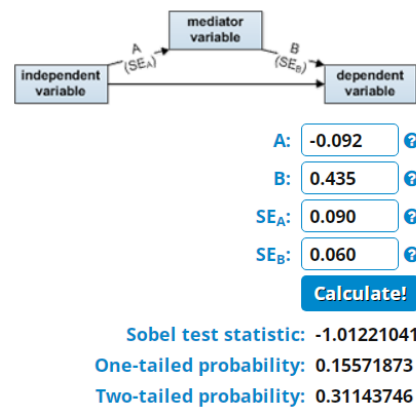 mediator
variable
A
(SEA)
B
(SEB)
independent
variable
dependent
variable
A: -0.092 ?
B: 0.435 ?
SEA: 0.090 ?
SEB: 0.060 ?
Calculate!
Sobel test statistic: -1.01221041
One-tailed probability: 0.15571873
Two-tailed probability: 0.31143746